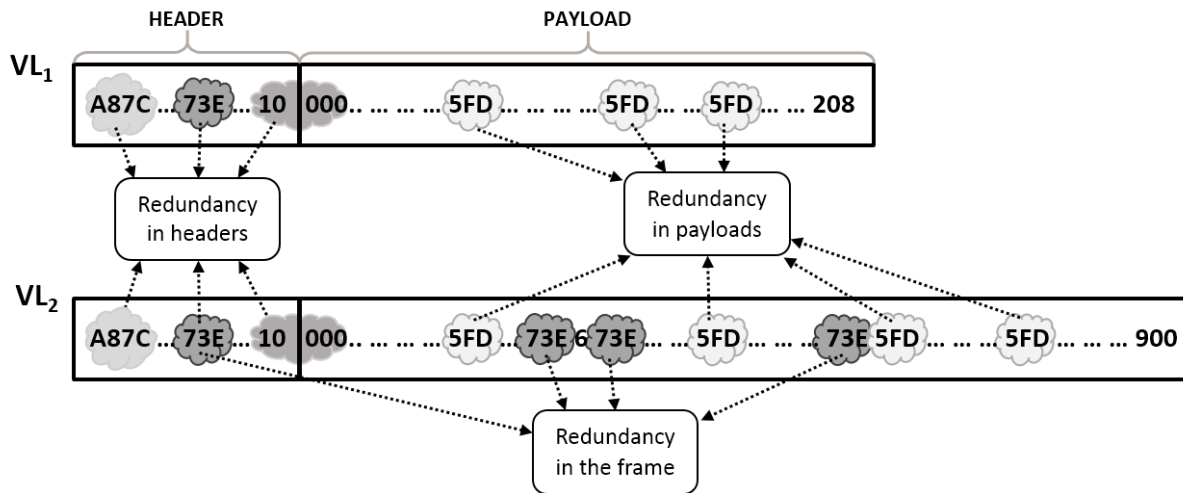 HEADER PAYLOAD
VL1
A87C ... 73E ... 10 000.. ... ... ... 5FD ... ... ... 5FD ... 5FD ... ... 208
Redundancy
in headers
Redundancy
in payloads
VL2
A87C ... 73E ... 10 000.. ... ... ... 5FD ... 73E 6 73E ... ... 5FD ... ... ... 73E 5FD ... ... 5FD ... ... ... 900
Redundancy
in the frame